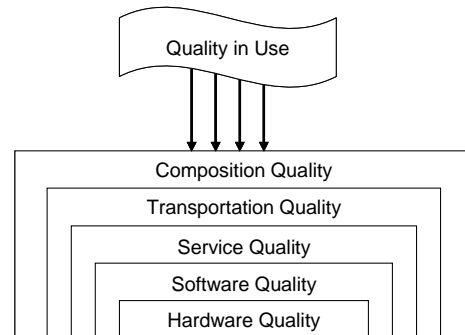 Quality in Use
Composition Quality
Transportation Quality
Service Quality
Software Quality
Hardware Quality